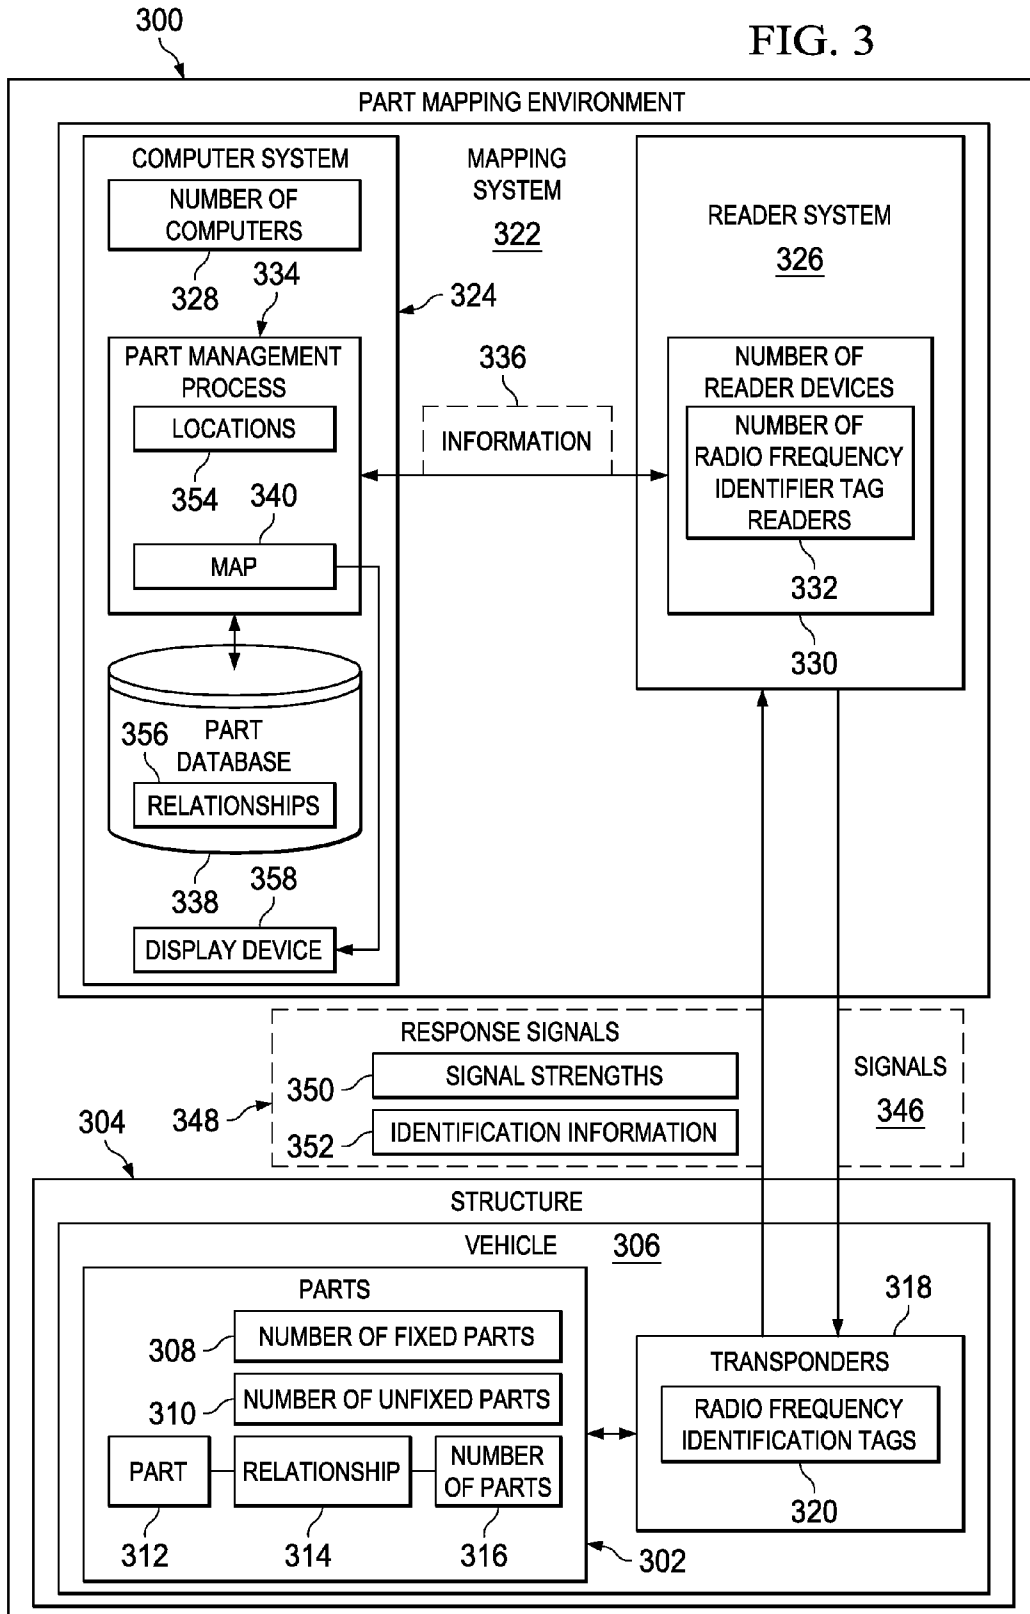 300
FIG. 3
PART MAPPING ENVIRONMENT
COMPUTER SYSTEM
NUMBER OF
COMPUTERS
328
334
324
PART MANAGEMENT
PROCESS
LOCATIONS
354
340
MAP
PART
DATABASE
356
RELATIONSHIPS
338
358
DISPLAY DEVICE
MAPPING
SYSTEM
322
336
INFORMATION
READER SYSTEM
326
NUMBER OF
READER DEVICES
NUMBER OF
RADIO FREQUENCY
IDENTIFIER TAG
READERS
332
330
RESPONSE SIGNALS
350
SIGNAL STRENGTHS
348
352
IDENTIFICATION INFORMATION
SIGNALS
346
304
STRUCTURE
VEHICLE
306
PARTS
308
NUMBER OF FIXED PARTS
310
NUMBER OF UNFIXED PARTS
PART
RELATIONSHIP
NUMBER
OF PARTS
312
314
316
302
318
TRANSPONDERS
RADIO FREQUENCY
IDENTIFICATION TAGS
320